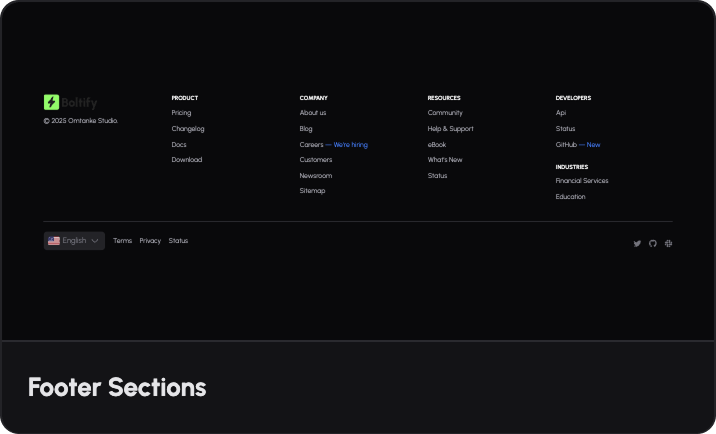 Boltify
© 2025 Omtanke Studio.
PRODUCT
Pricing
Changelog
Docs
Download
COMPANY
About us
Blog
Careers — We're hiring
Customers
Newsroom
Sitemap
RESOURCES
Community
Help & Support
eBook
What's New
Status
DEVELOPERS
Api
Status
GitHub — New
INDUSTRIES
Financial Services
Education
English
Terms Privacy Status
Footer Sections